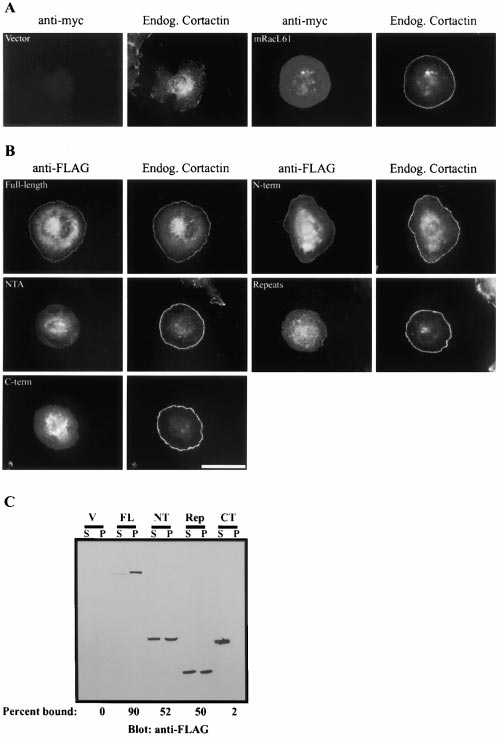 A
anti-myc Endog. Cortactin anti-myc Endog. Cortactin
Vector mRacL61
B
anti-FLAG Endog. Cortactin anti-FLAG Endog. Cortactin
Full-length N-term
NTA Repeats
C-term
C
V FL NT Rep CT
S P S P S P S P S P
Percent bound: 0 90 52 50 2
Blot: anti-FLAG